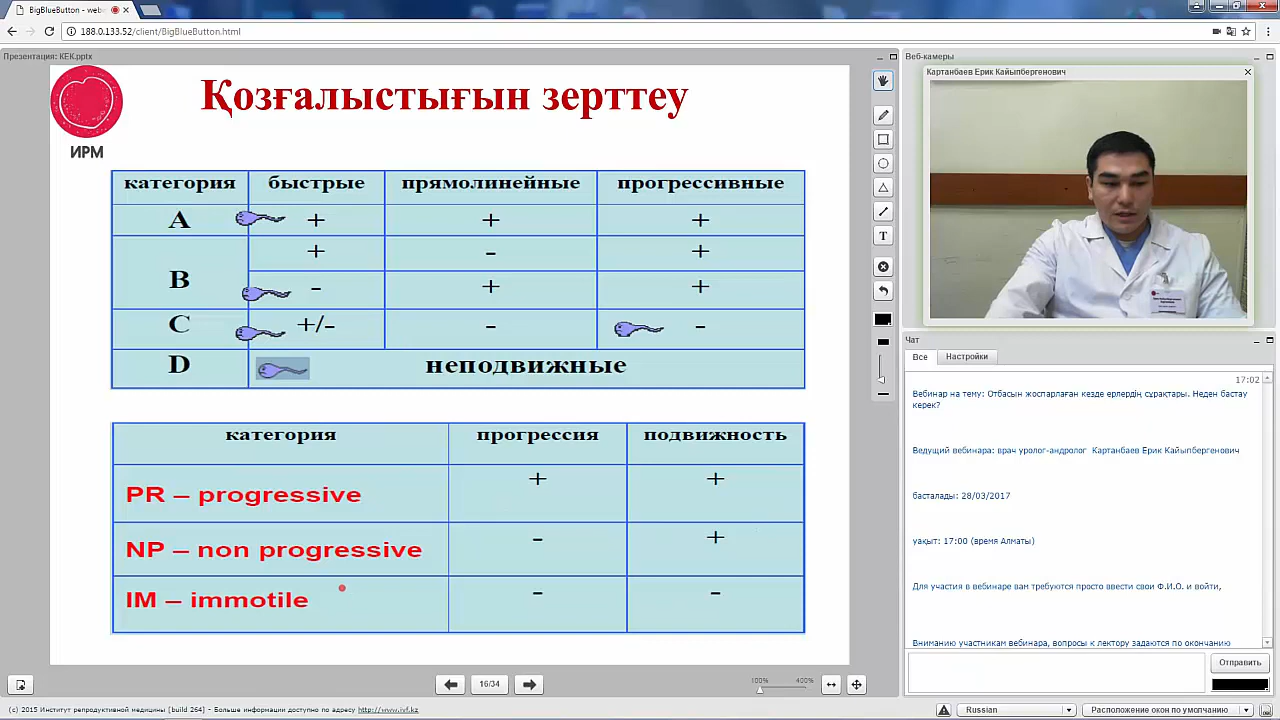 BigBlueButton - web
188.0.133.52/client/BigBlueButton.html
Презентация: КЕК.pptx
ИРМ
Қозғалыстығын зерттеу
категория быстрые прямолинейные прогрессивные
A + + +
B + - +
- + +
C +/- - -
D неподвижные
категория прогрессия подвижность
PR – progressive + +
NP – non progressive - +
IM – immotile - -
16/34
100% 400%
Веб-камеры
Картанбаев Ерик Кайыпбергенович
T
Чат
Все Настройки
17:02
Вебинар на тему: Отбасын жоспарлаған кезде ерлердің сұрақтары. Неден бастау
керек?
Ведущий вебинара: врач уролог-андролог Картанбаев Ерик Кайыпбергенович
басталады: 28/03/2017
уақыт: 17:00 (время Алматы)
Для участия в вебинаре вам требуются просто ввести свои Ф.И.О. и войти,
Вниманию участникам вебинара, вопросы к лектору задаются по окончанию
Отправить
(c) 2015 Институт репродуктивной медицины [build 264] - Больше информации доступно по адресу http://www.ivf.kz
Russian
Расположение окон по умолчанию